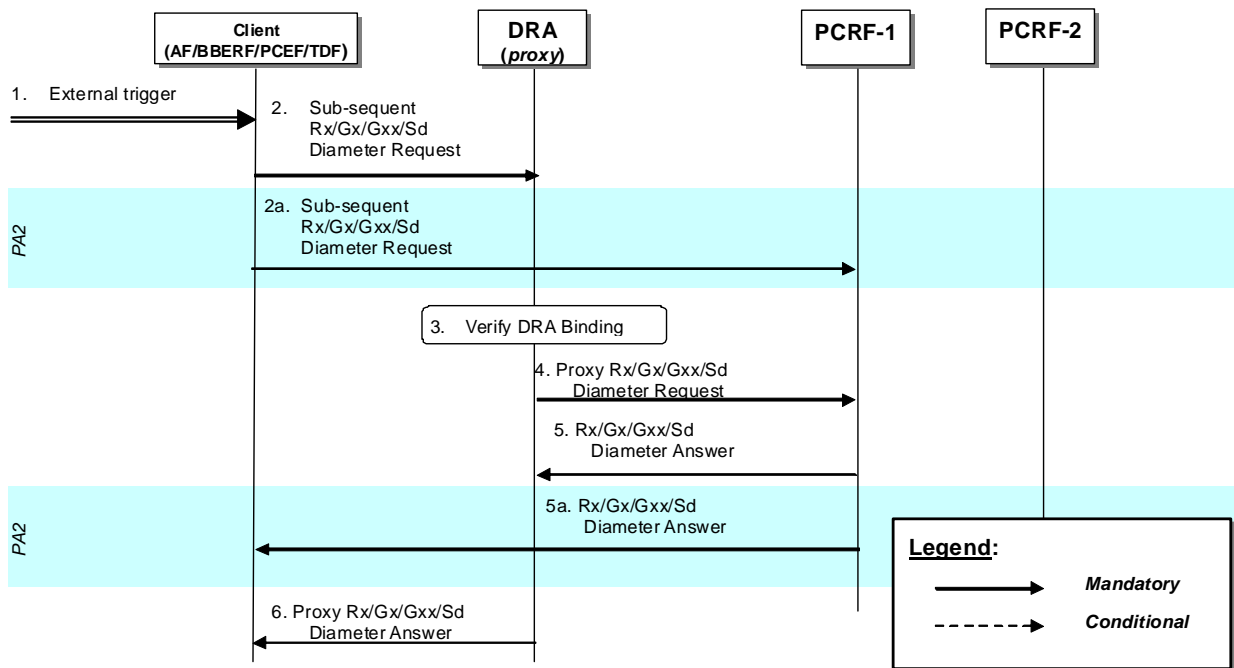 Client
(AF/BBERF/PCEF/TDF)
DRA
(proxy)
PCRF-1
PCRF-2
1. External trigger
2. Sub-sequent
Rx/Gx/Gxx/Sd
Diameter Request
PA2
2a. Sub-sequent
Rx/Gx/Gxx/Sd
Diameter Request
3. Verify DRA Binding
4. Proxy Rx/Gx/Gxx/Sd
Diameter Request
5. Rx/Gx/Gxx/Sd
Diameter Answer
PA2
5a. Rx/Gx/Gxx/Sd
Diameter Answer
6. Proxy Rx/Gx/Gxx/Sd
Diameter Answer
Legend:
Mandatory
Conditional